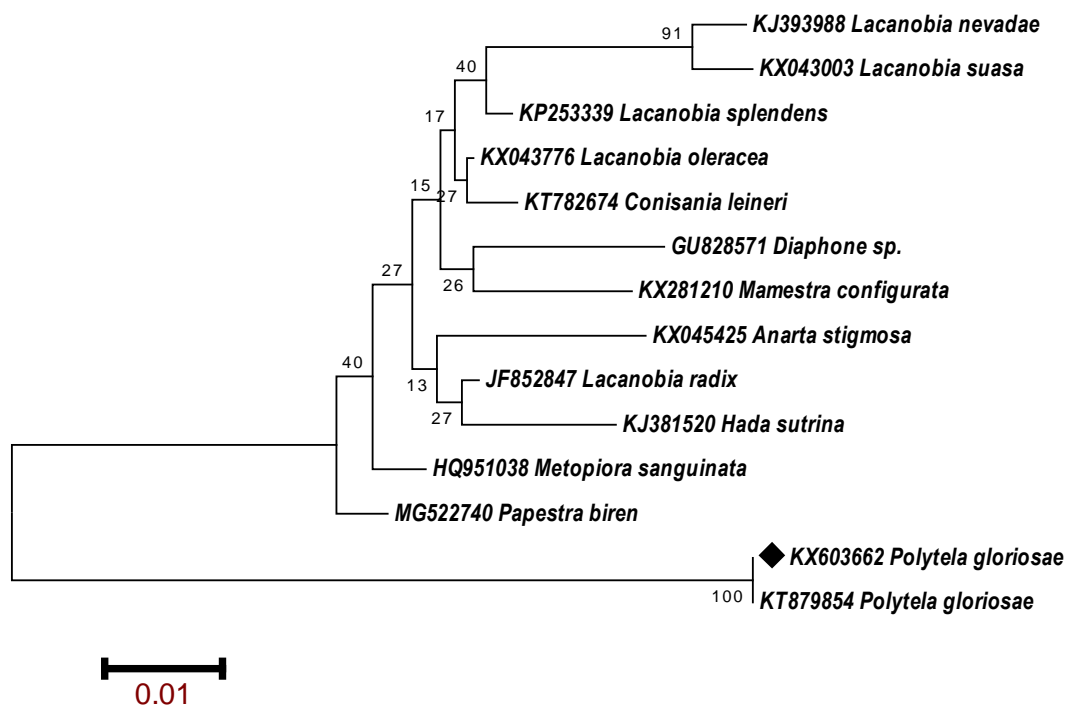 91
KJ393988 Lacanobia nevadae
KX043003 Lacanobia suasa
40
KP253339 Lacanobia splendens
17
KX043776 Lacanobia oleracea
15
27
KT782674 Conisania leineri
GU828571 Diaphone sp.
27
26
KX281210 Mamestra configurata
KX045425 Anarta stigmosa
40
13
JF852847 Lacanobia radix
27
KJ381520 Hada sutrina
HQ951038 Metopiora sanguinata
MG522740 Papestra biren
KX603662 Polytela gloriosae
100
KT879854 Polytela gloriosae
0.01